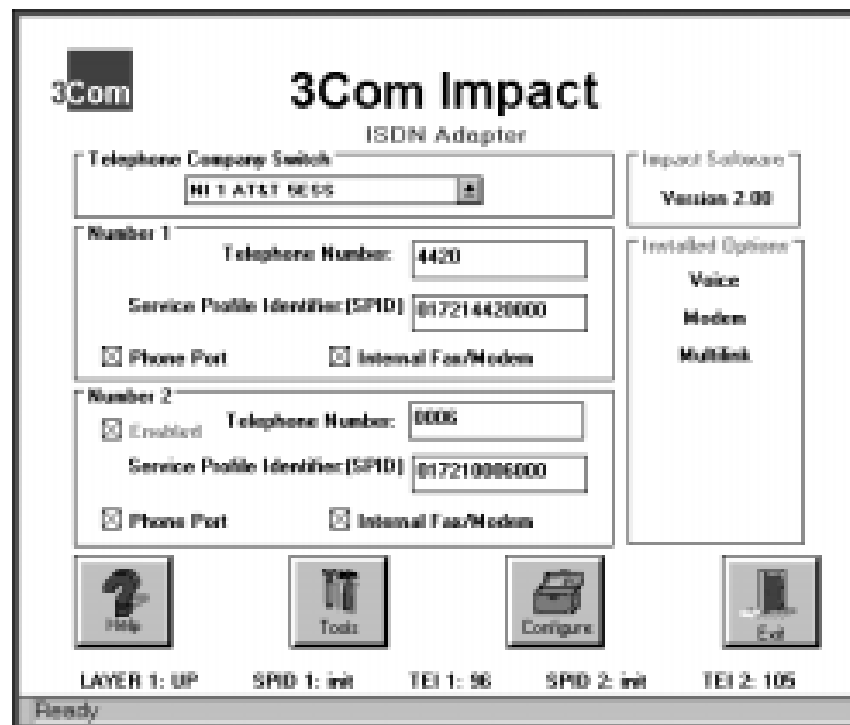 3Com
3Com Impact
ISDN Adapter
Telephone Company Switch
NI 1 AT&T 5ESS
Impact Software
Version 2.00
Number 1
Telephone Number: 4420
Service Profile Identifier(SPID) 017214420000
Phone Port
Internal Fax/Modem
Installed Options
Voice
Modem
Multilink
Number 2
Enabled
Telephone Number: 0006
Service Profile Identifier(SPID) 017210006000
Phone Port
Internal Fax/Modem
Help
Tools
Configure
Exit
LAYER 1: UP SPID 1: init TEI 1: 96 SPID 2: init TEI 2: 105
Ready